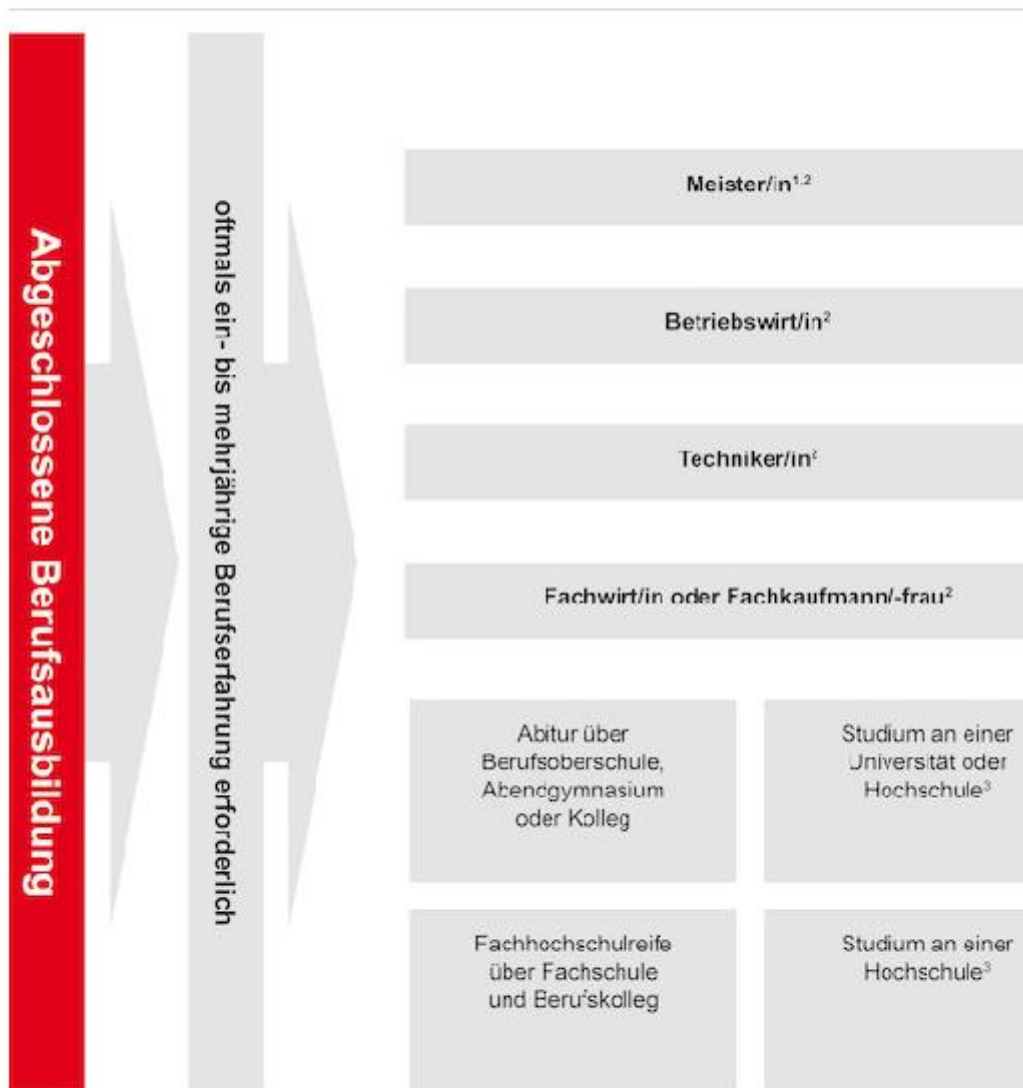 Abgeschlossene Berufsausbildung
oftmals ein- bis mehrjährige Berufserfahrung erforderlich
Meister/in¹,²
Betriebswirt/in²
Techniker/in²
Fachwirt/in oder Fachkaufmann/-frau²
Abitur über
Berufsoberschule,
Abendgymnasium
oder Kolleg
Studium an einer
Universität oder
Hochschule³
Fachhochschulreife
über Fachschule
und Berufskolleg
Studium an einer
Hochschule³